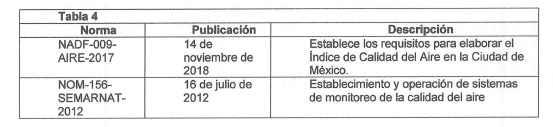 Tabla 4
Norma Publicación Descripción
NADF-009- 14 de Establece los requisitos para elaborar el
AIRE-2017 noviembre de Índice de Calidad del Aire en la Ciudad de
2018 México.
NOM-156- 16 de julio de Establecimiento y operación de sistemas
SEMARNAT- 2012 de monitoreo de la calidad del aire
2012